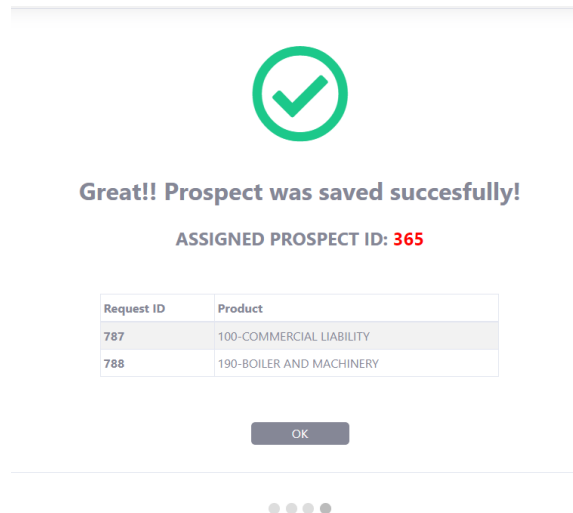 Great!! Prospect was saved succesfully!
ASSIGNED PROSPECT ID: 365
Request ID Product
787 100-COMMERCIAL LIABILITY
788 190-BOILER AND MACHINERY
OK